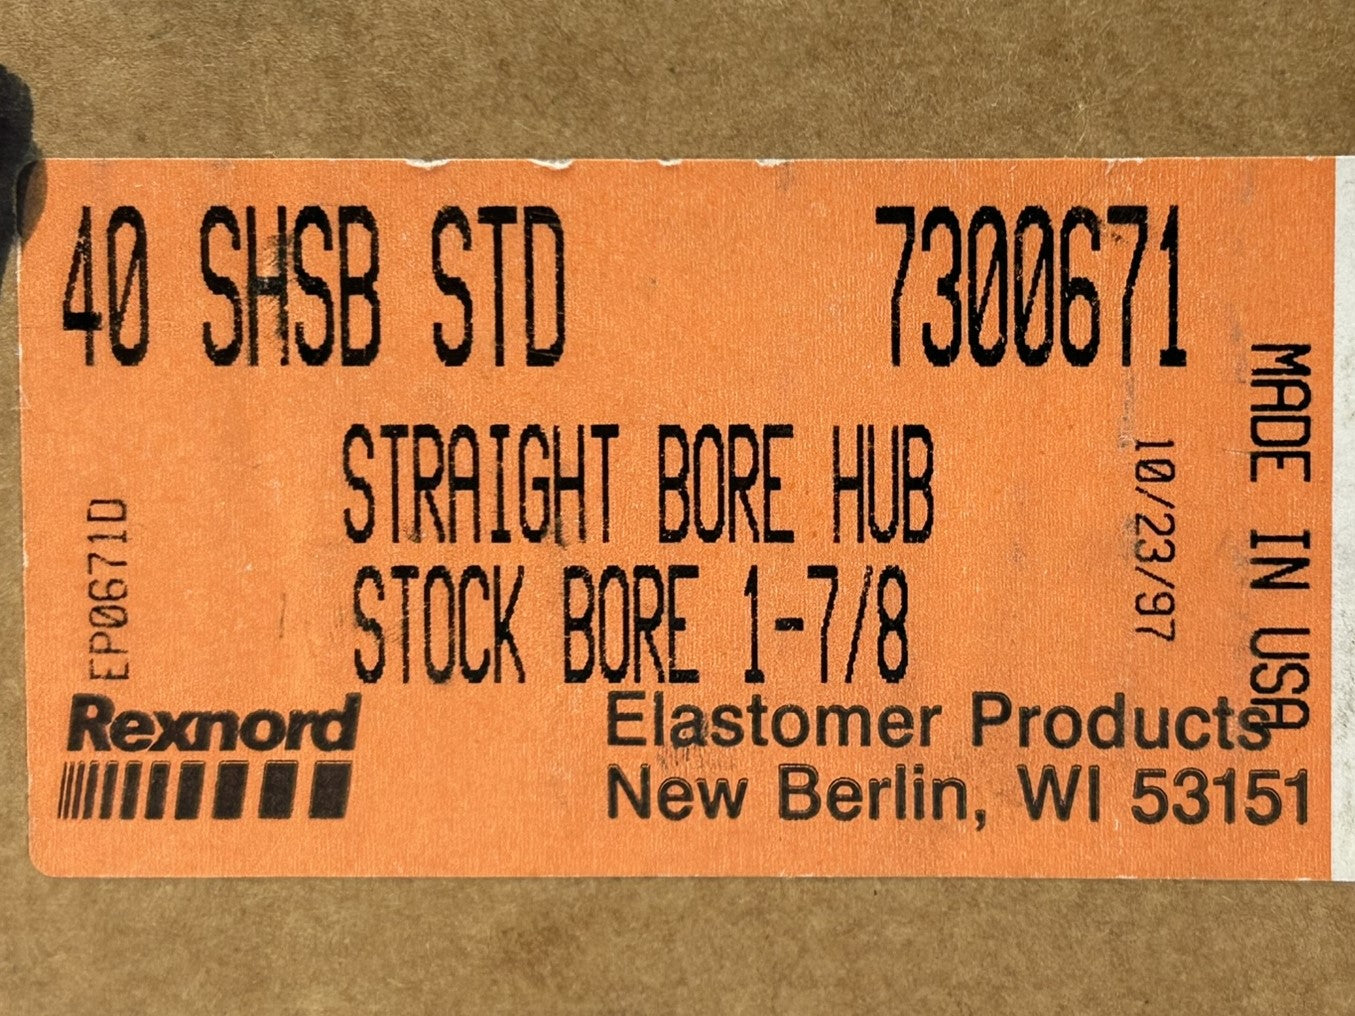 40 SHSB STD 7300671
STRAIGHT BORE HUB
STOCK BORE 1-7/8
EP0671D
10/23/97
MADE IN USA
Rexnord
Elastomer Products
New Berlin, WI 53151